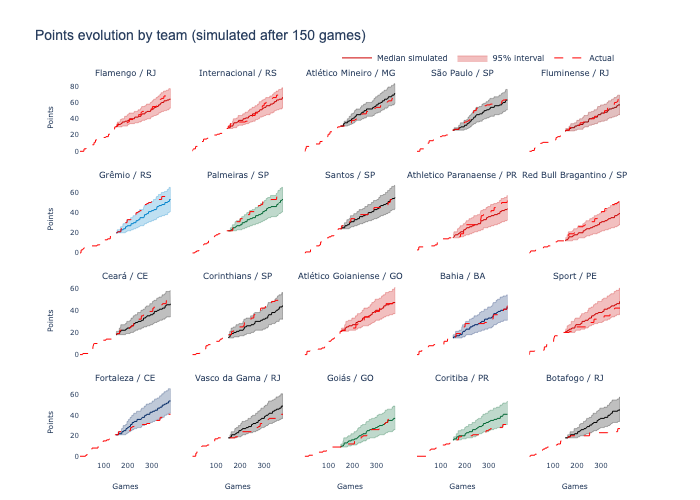 Points evolution by team (simulated after 150 games)
Median simulated 95% interval Actual
Flamengo / RJ Internacional / RS Atlético Mineiro / MG São Paulo / SP Fluminense / RJ
80
60
40
20
0
Points
Grêmio / RS Palmeiras / SP Santos / SP Athletico Paranaense / PR Red Bull Bragantino / SP
60
40
20
0
Points
Ceará / CE Corinthians / SP Atlético Goianiense / GO Bahia / BA Sport / PE
60
40
20
0
Points
Fortaleza / CE Vasco da Gama / RJ Goiás / GO Coritiba / PR Botafogo / RJ
60
40
20
0
Points
100 200 300 100 200 300 100 200 300 100 200 300 100 200 300
Games Games Games Games Games